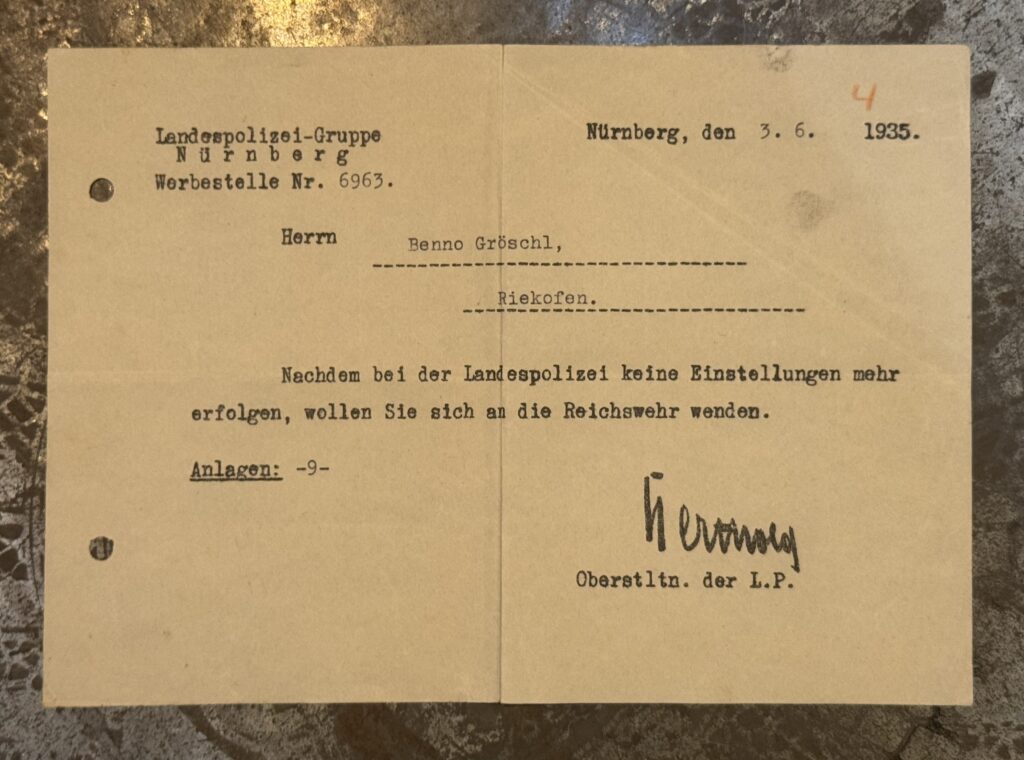 4
Landespolizei-Gruppe
Nürnberg
Werbestelle Nr. 6963.
Nürnberg, den 3. 6. 1935.
Herrn Benno Gröschl,
Riekofen.
Nachdem bei der Landespolizei keine Einstellungen mehr
erfolgen, wollen Sie sich an die Reichswehr wenden.
Anlagen: -9-
Oberstltn. der L.P.